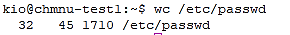 kio@chmnu-test1:~$ wc /etc/passwd
32 45 1710 /etc/passwd